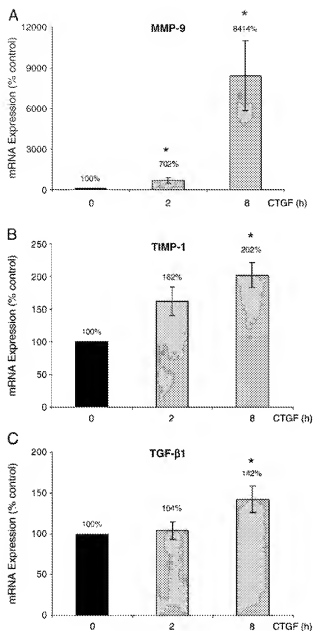 A
MMP-9
mRNA Expression (% control)
12000
9000
6000
3000
0
100%
*
702%
*
8414%
0 2 8 CTGF (h)
B
TIMP-1
mRNA Expression (% control)
250
200
150
100
50
0
100%
162%
*
202%
0 2 8 CTGF (h)
C
TGF-β1
mRNA Expression (% control)
200
150
100
50
0
100%
104%
*
142%
0 2 8 CTGF (h)